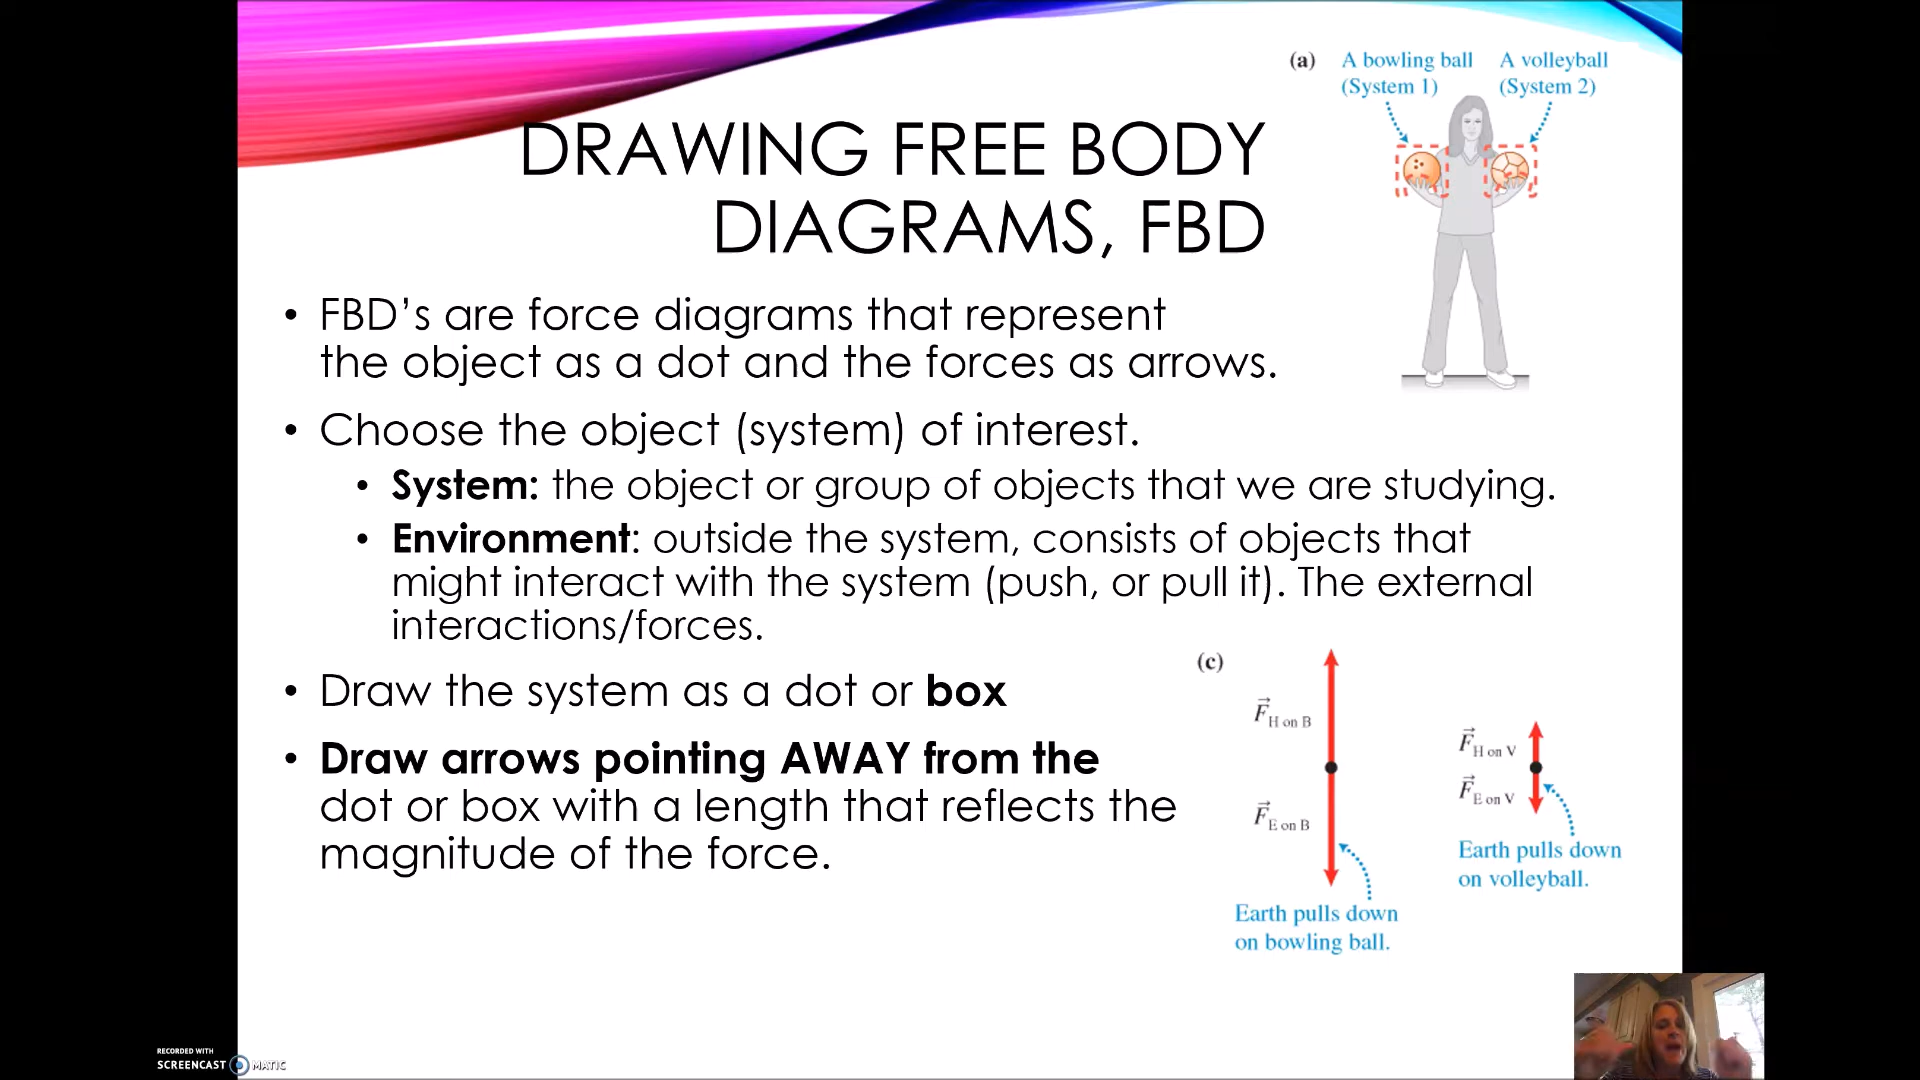 (a) A bowling ball A volleyball
(System 1) (System 2)
DRAWING FREE BODY
DIAGRAMS, FBD
• FBD’s are force diagrams that represent
the object as a dot and the forces as arrows.
• Choose the object (system) of interest.
• System: the object or group of objects that we are studying.
• Environment: outside the system, consists of objects that
might interact with the system (push, or pull it). The external
interactions/forces.
• Draw the system as a dot or box
• Draw arrows pointing AWAY from the
dot or box with a length that reflects the
magnitude of the force.
(c)
F⃗ H on B
F⃗ E on B
Earth pulls down
on bowling ball.
F⃗ H on V
F⃗ E on V
Earth pulls down
on volleyball.
RECORDED WITH
SCREENCAST MATIC